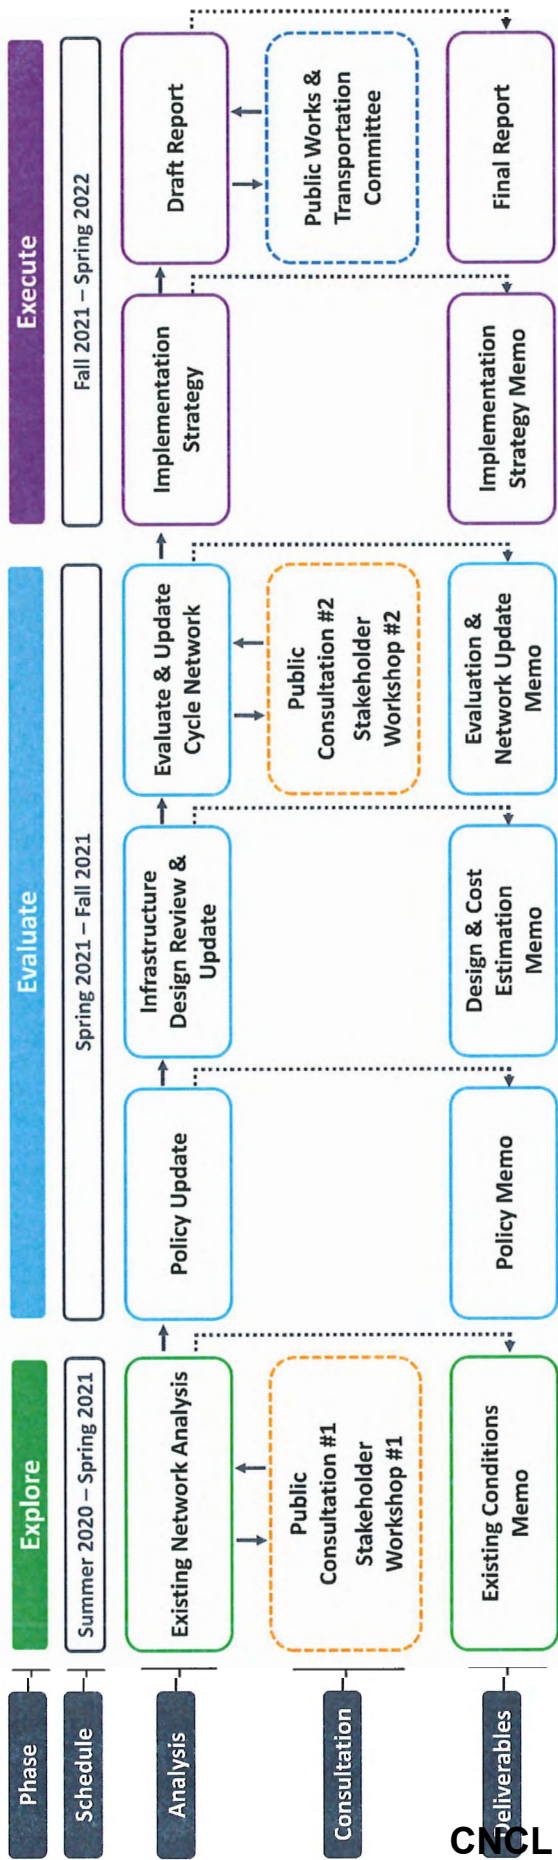 Phase
Explore
Evaluate
Execute
Schedule
Summer 2020 – Spring 2021
Spring 2021 – Fall 2021
Fall 2021 – Spring 2022
Analysis
Existing Network Analysis
Policy Update
Infrastructure
Design Review &
Update
Evaluate & Update
Cycle Network
Implementation
Strategy
Draft Report
Consultation
Public
Consultation #1
Stakeholder
Workshop #1
Public
Consultation #2
Stakeholder
Workshop #2
Public Works &
Transportation
Committee
Deliverables
Existing Conditions
Memo
Policy Memo
Design & Cost
Estimation
Memo
Evaluation &
Network Update
Memo
Implementation
Strategy Memo
Final Report
CNCL